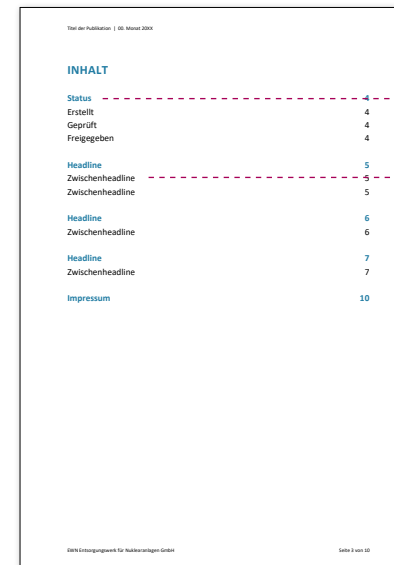 Titel der Publikation | 00. Monat 20XX
INHALT
Status 4
Erstellt 4
Geprüft 4
Freigegeben 4
Headline 5
Zwischenheadline 5
Zwischenheadline 5
Headline 6
Zwischenheadline 6
Headline 7
Zwischenheadline 7
Impressum 10
EWN Entsorgungswerk für Nuklearanlagen GmbH Seite 3 von 10